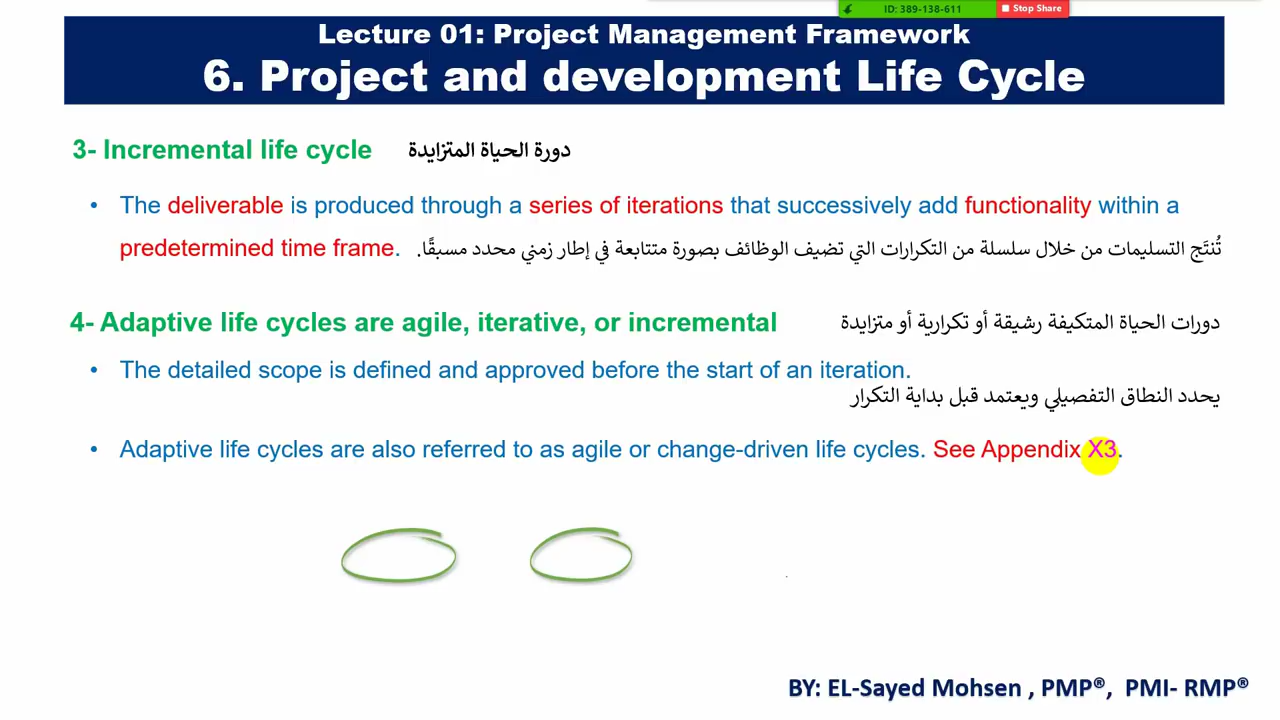 ID: 389-138-611 Stop Share
Lecture 01: Project Management Framework
6. Project and development Life Cycle
3- Incremental life cycle دورة الحياة المتزايدة
• The deliverable is produced through a series of iterations that successively add functionality within a
predetermined time frame. تُنتَج التسليمات من خلال سلسلة من التكرارات التي تضيف الوظائف بصورة متتابعة في إطار زمني محدد مسبقًا.
4- Adaptive life cycles are agile, iterative, or incremental دورات الحياة المتكيفة رشيقة أو تكرارية أو متزايدة
• The detailed scope is defined and approved before the start of an iteration.
يحدد النطاق التفصيلي ويعتمد قبل بداية التكرار
• Adaptive life cycles are also referred to as agile or change-driven life cycles. See Appendix X3.
BY: EL-Sayed Mohsen , PMP®, PMI- RMP®